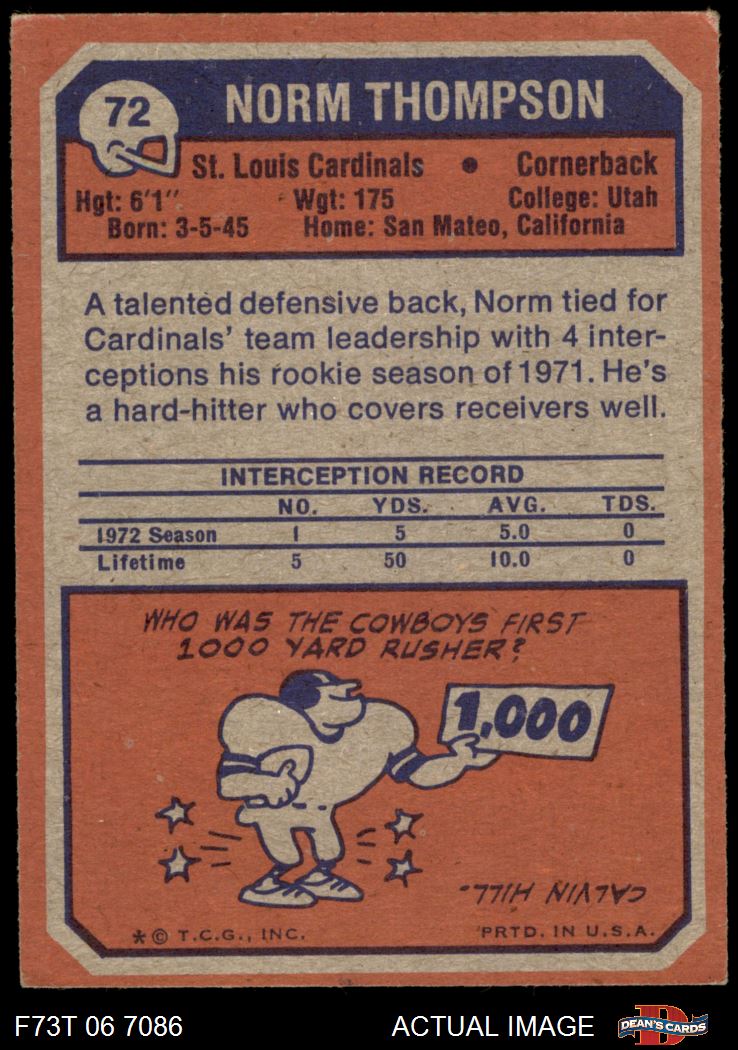 72
NORM THOMPSON
St. Louis Cardinals • Cornerback
Hgt: 6'1" Wgt: 175 College: Utah
Born: 3-5-45 Home: San Mateo, California
A talented defensive back, Norm tied for
Cardinals' team leadership with 4 inter-
ceptions his rookie season of 1971. He's
a hard-hitter who covers receivers well.
INTERCEPTION RECORD
NO. YDS. AVG. TDS.
1972 Season 1 5 5.0 0
Lifetime 5 50 10.0 0
WHO WAS THE COWBOYS FIRST
1000 YARD RUSHER?
1,000
-CALVIN HILL-
* © T.C.G., INC. PRTD. IN U.S.A.
F73T 06 7086 ACTUAL IMAGE D DEAN'S CARDS